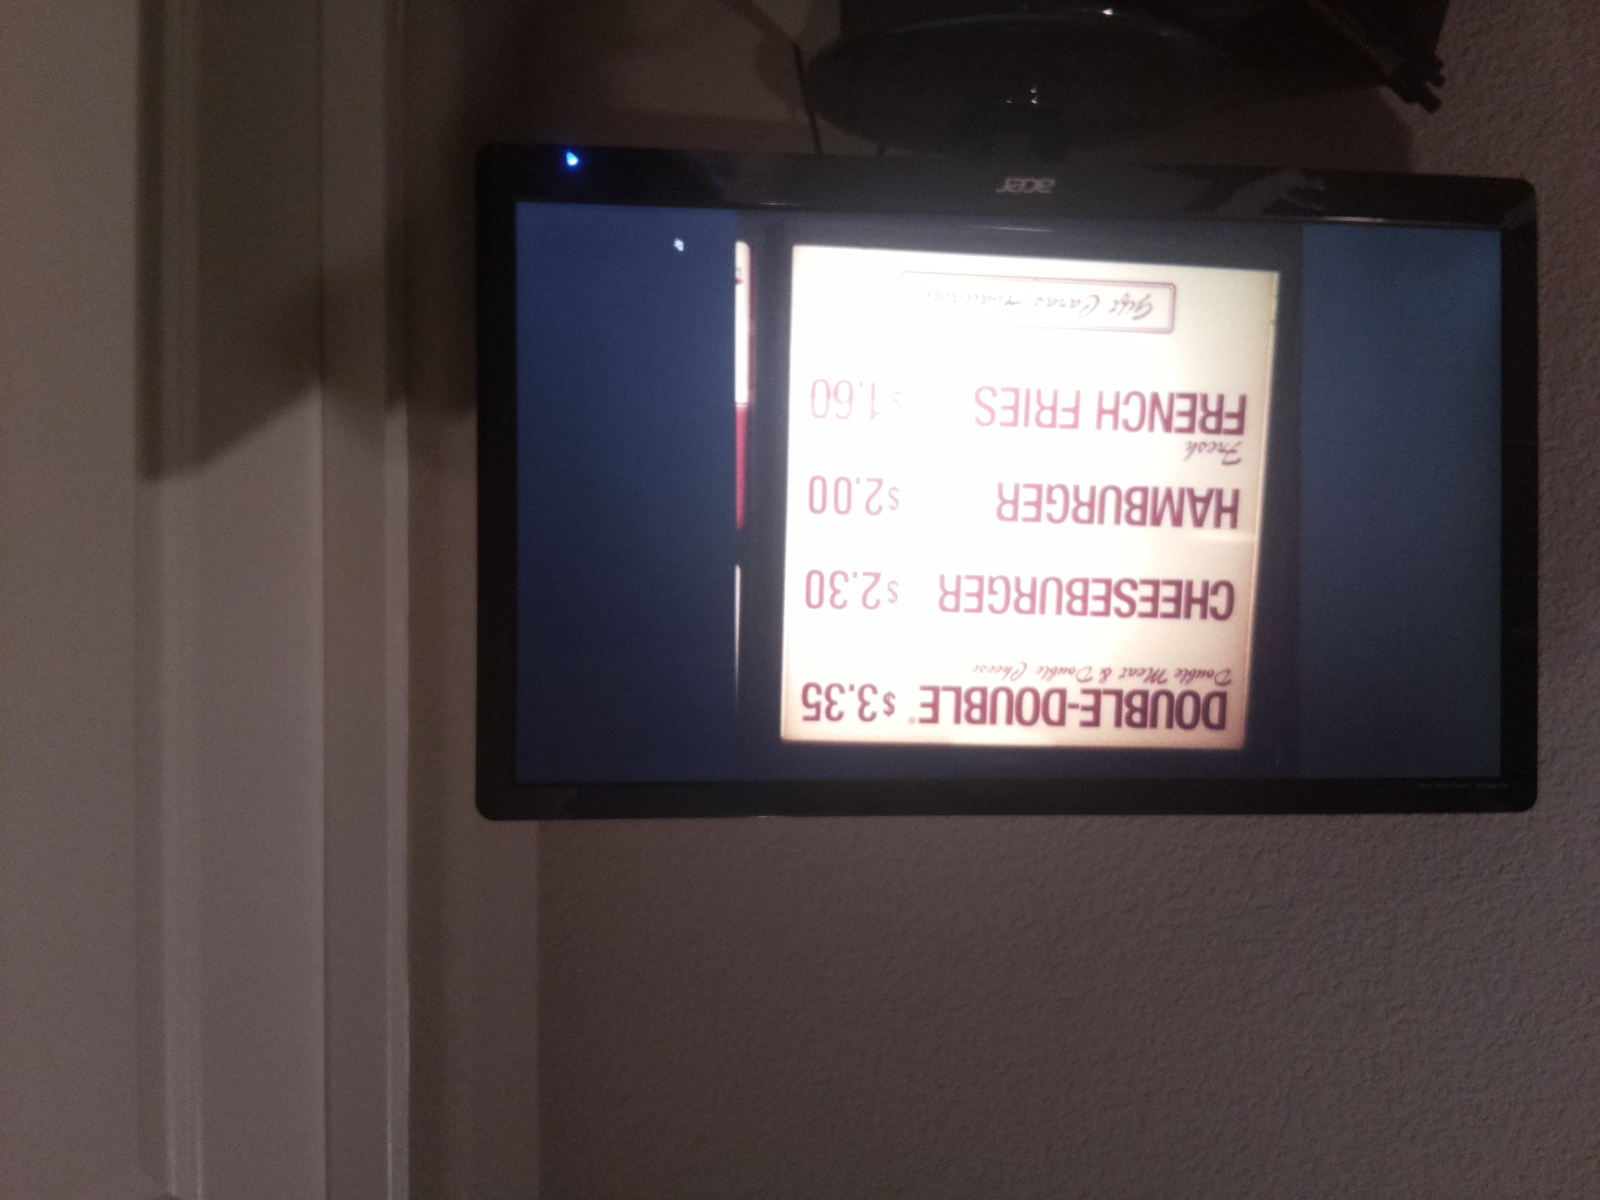 DOUBLE-DOUBLE® $3.35
Double Meat & Double Cheese
CHEESEBURGER $2.30
HAMBURGER $2.00
Fresh
FRENCH FRIES $1.60
Gift Cards Available
acer